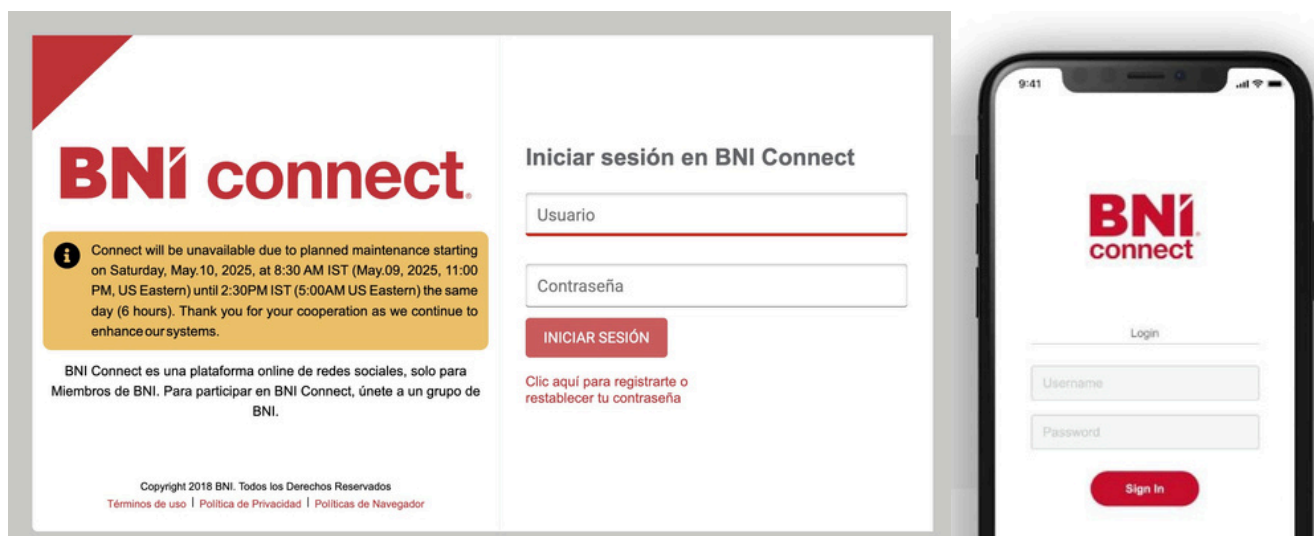 BNI connect®
Connect will be unavailable due to planned maintenance starting
on Saturday, May.10, 2025, at 8:30 AM IST (May.09, 2025, 11:00
PM, US Eastern) until 2:30PM IST (5:00AM US Eastern) the same
day (6 hours). Thank you for your cooperation as we continue to
enhance our systems.
BNI Connect es una plataforma online de redes sociales, solo para
Miembros de BNI. Para participar en BNI Connect, únete a un grupo de
BNI.
Copyright 2018 BNI. Todos los Derechos Reservados
Términos de uso | Política de Privacidad | Políticas de Navegador
Iniciar sesión en BNI Connect
Usuario
Contraseña
INICIAR SESIÓN
Clic aquí para registrarte o
restablecer tu contraseña
9:41
BNI
connect
Login
Username
Password
Sign In